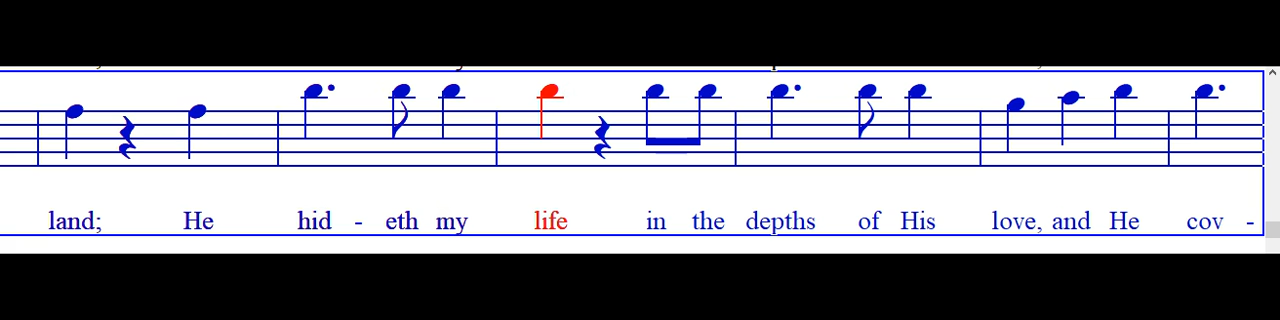 land; He hid - eth my life in the depths of His love, and He cov -